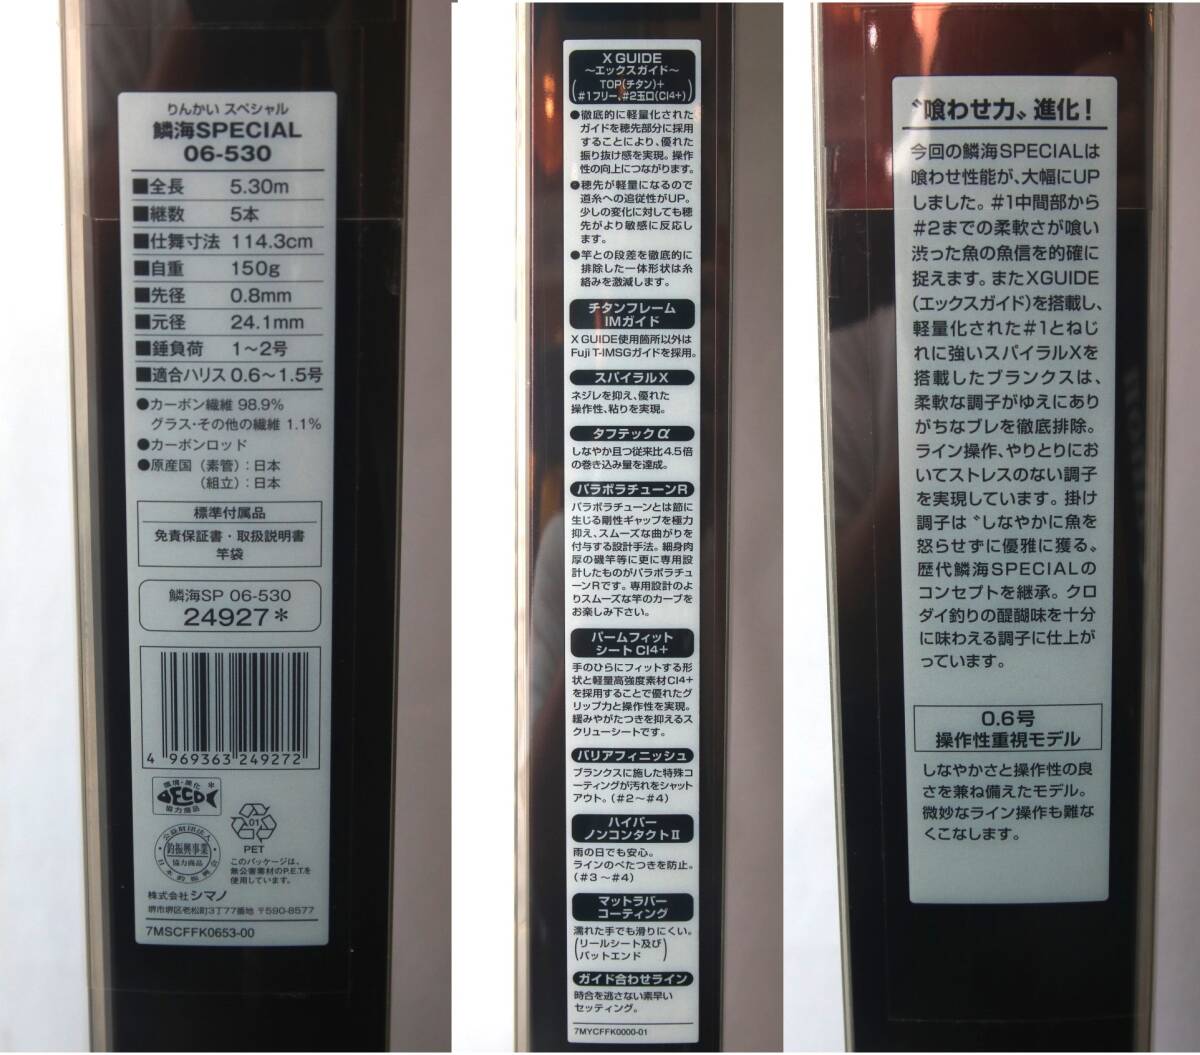 りんかい スペシャル
鱗海SPECIAL
06-530
■全長 5.30m
■継数 5本
■仕舞寸法 114.3cm
■自重 150g
■先径 0.8mm
■元径 24.1mm
■錘負荷 1～2号
■適合ハリス 0.6～1.5号
●カーボン繊維 98.9%
グラス・その他の繊維 1.1%
●カーボンロッド
●原産国（素管）：日本
（組立）：日本
標準付属品
免責保証書・取扱説明書
竿袋
鱗海SP 06-530
24927＊
4 969363 249272
環境・美化
ECO
協力商品
公益財団法人
釣振興事業
協力商品
日本釣振興会
01
PET
このパッケージは、
無公害素材のP.E.T.を
使用しています。
株式会社 シマノ
堺市堺区老松町3丁77番地 〒590-8577
7MSCFFK0653-00
X GUIDE
～エックスガイド～
(TOP(チタン)+
#1フリー、#2玉口(CI4+))
●徹底的に軽量化された
ガイドを穂先部分に採用
することにより、優れた
振り抜け感を実現。操作
性の向上につながります。
●穂先が軽量になるので
道糸への追従性がUP。
少しの変化に対しても穂
先がより敏感に反応し
ます。
●竿との段差を徹底的に
排除した一体形状は糸
絡みを激減します。
チタンフレーム
IMガイド
X GUIDE使用箇所以外は
Fuji T-IMSGガイドを採用。
スパイラルX
ネジレを抑え、優れた
操作性、粘りを実現。
タフテックα
しなやか且つ従来比4.5倍
の巻き込み量を達成。
パラボラチューンR
パラボラチューンとは節に
生じる剛性ギャップを極力
抑え、スムーズな曲がりを
付与する設計手法。細身肉
厚の磯竿等に更に専用設
計したものがパラボラチュ
ーンRです。専用設計のよ
りスムーズな竿のカーブを
お楽しみ下さい。
パームフィット
シートCI4+
手のひらにフィットする形
状と軽量高強度素材CI4+
を採用することで優れたグ
リップ力と操作性を実現。
緩みやがたつきを抑えるス
クリューシートです。
バリアフィニッシュ
ブランクスに施した特殊コ
ーティングが汚れをシャット
アウト。(#2～#4)
ハイパー
ノンコンタクトⅡ
雨の日でも安心。
ラインのべたつきを防止。
(#3～#4)
マットラバー
コーティング
濡れた手でも滑りにくい。
(リールシート及び
バットエンド)
ガイド合わせライン
時合を逃さない素早い
セッティング。
7MYCFFK0000-01
〝喰わせ力〟進化！
今回の鱗海SPECIALは
喰わせ性能が、大幅にUP
しました。#1中間部から
#2までの柔軟さが喰い
渋った魚の魚信を的確に
捉えます。またXGUIDE
(エックスガイド)を搭載し、
軽量化された#1とねじ
れに強いスパイラルXを
搭載したブランクスは、
柔軟な調子がゆえにあり
がちなブレを徹底排除。
ライン操作、やりとりにお
いてストレスのない調子
を実現しています。掛け
調子は〝しなやかに魚を
怒らせずに優雅に獲る〟
歴代鱗海SPECIALの
コンセプトを継承。クロ
ダイ釣りの醍醐味を十分
に味わえる調子に仕上が
っています。
0.6号
操作性重視モデル
しなやかさと操作性の良
さを兼ね備えたモデル。
微妙なライン操作も難な
くこなします。